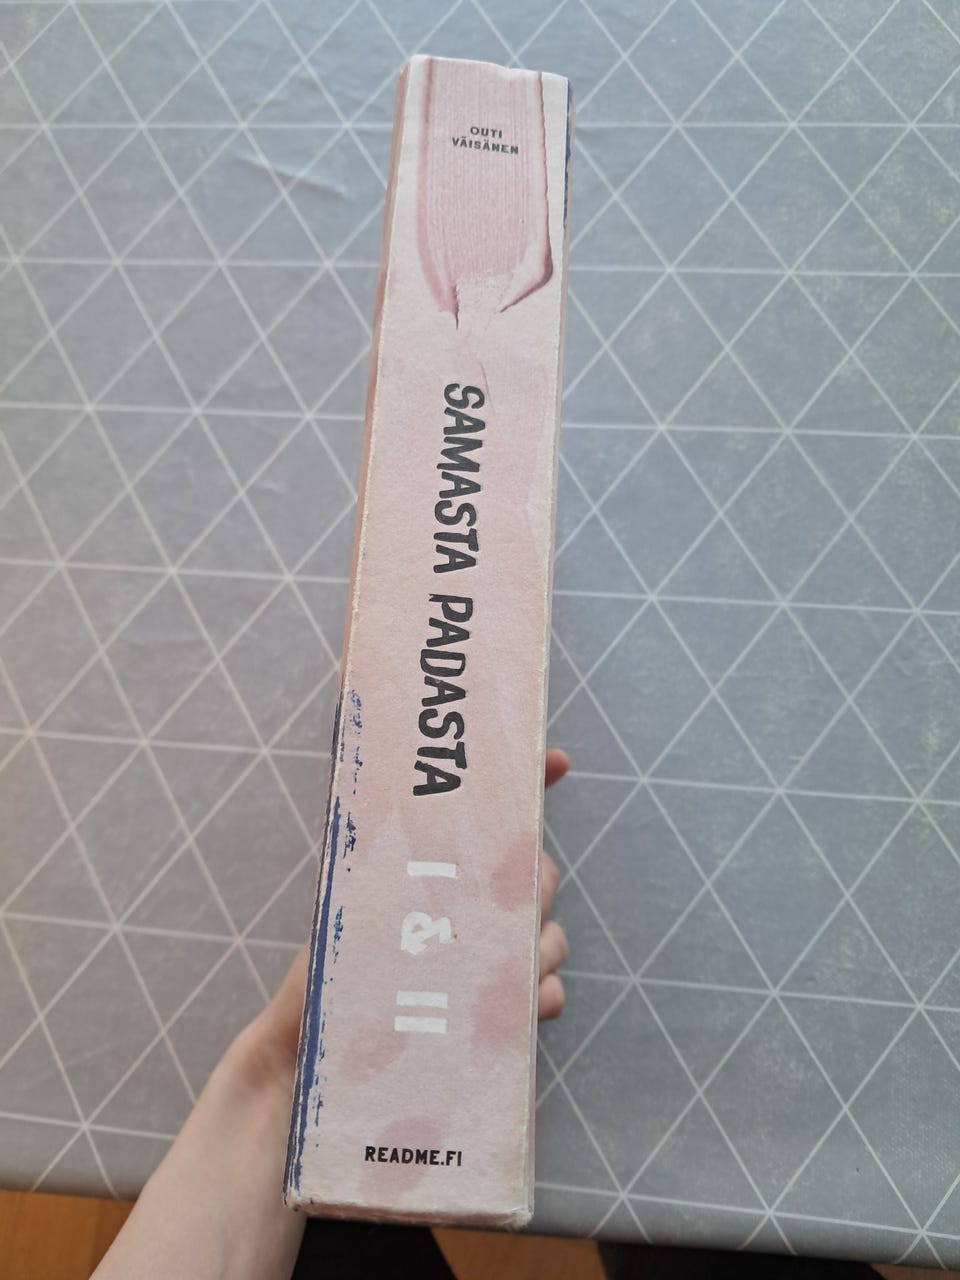 OUTI
VÄISÄNEN
SAMASTA PADASTA
I & II
README.FI